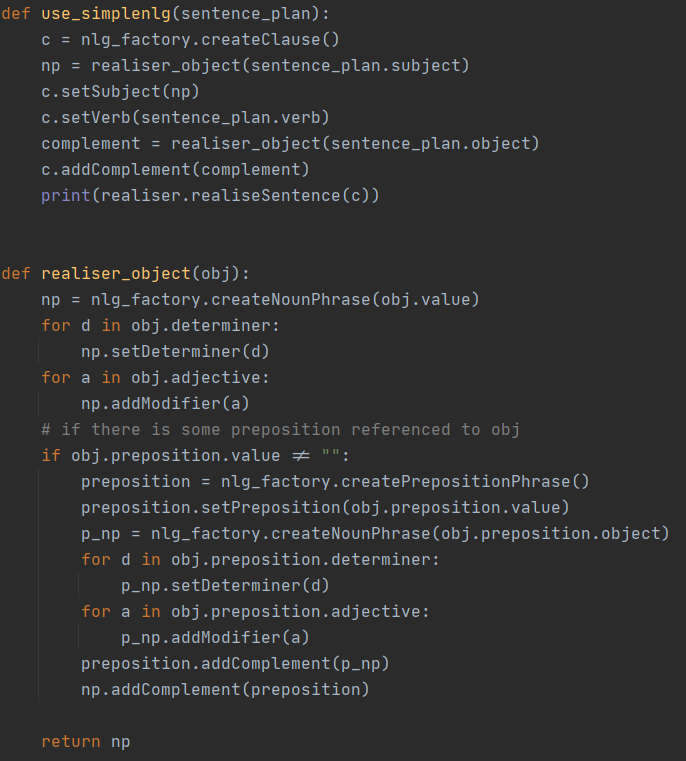 def use_simplenlg(sentence_plan):
    c = nlg_factory.createClause()
    np = realiser_object(sentence_plan.subject)
    c.setSubject(np)
    c.setVerb(sentence_plan.verb)
    complement = realiser_object(sentence_plan.object)
    c.addComplement(complement)
    print(realiser.realiseSentence(c))


def realiser_object(obj):
    np = nlg_factory.createNounPhrase(obj.value)
    for d in obj.determiner:
        np.setDeterminer(d)
    for a in obj.adjective:
        np.addModifier(a)
    # if there is some preposition referenced to obj
    if obj.preposition.value ≠ "":
        preposition = nlg_factory.createPrepositionPhrase()
        preposition.setPreposition(obj.preposition.value)
        p_np = nlg_factory.createNounPhrase(obj.preposition.object)
        for d in obj.preposition.determiner:
            p_np.setDeterminer(d)
        for a in obj.preposition.adjective:
            p_np.addModifier(a)
        preposition.addComplement(p_np)
        np.addComplement(preposition)

    return np